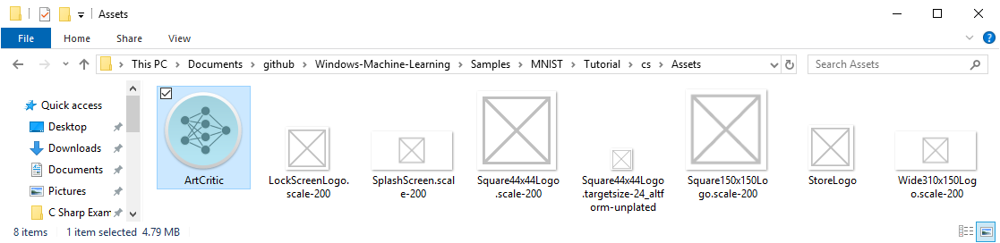 Assets
File Home Share View
This PC Documents github Windows-Machine-Learning Samples MNIST Tutorial cs Assets
Search Assets
Quick access
Desktop
Downloads
Documents
Pictures
C Sharp Exam
ArtCritic
LockScreenLogo.
scale-200
SplashScreen.sca
le-200
Square44x44Logo
.scale-200
Square44x44Logo
.targetsize-24_altf
orm-unplated
Square150x150Lo
go.scale-200
StoreLogo
Wide310x150Log
o.scale-200
8 items 1 item selected 4.79 MB